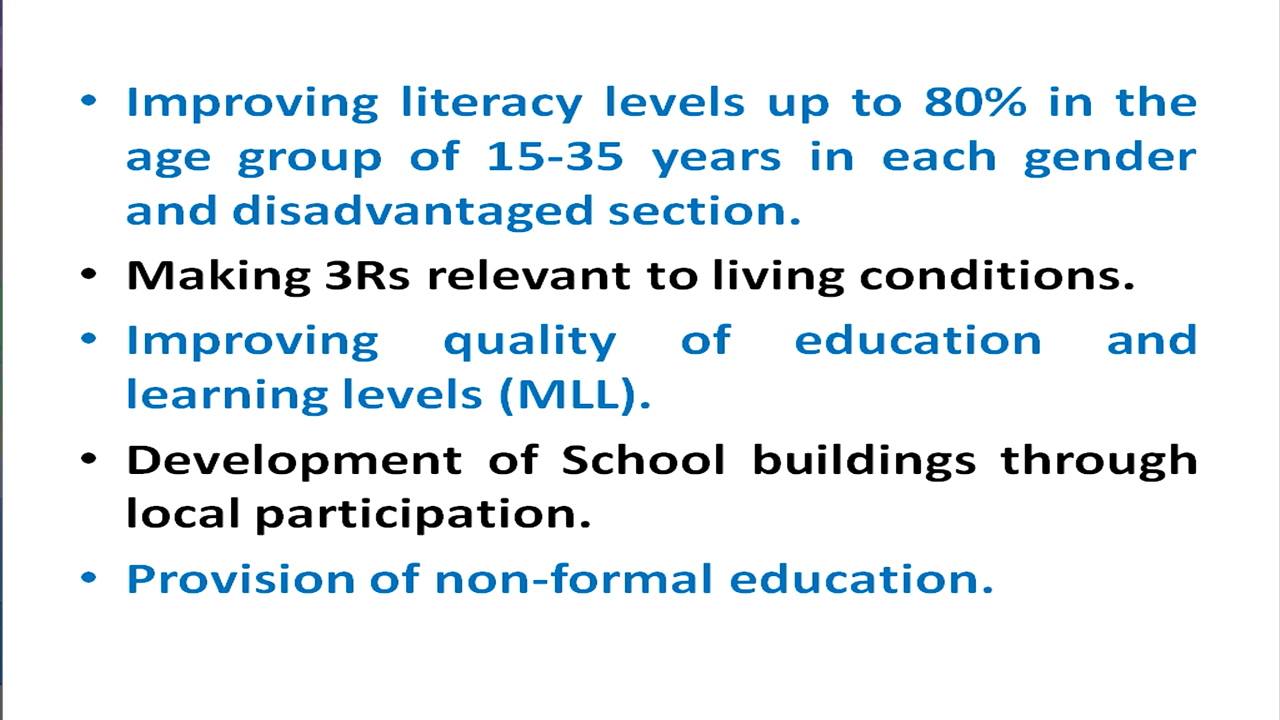 • Improving literacy levels up to 80% in the
age group of 15-35 years in each gender
and disadvantaged section.
• Making 3Rs relevant to living conditions.
• Improving quality of education and
learning levels (MLL).
• Development of School buildings through
local participation.
• Provision of non-formal education.